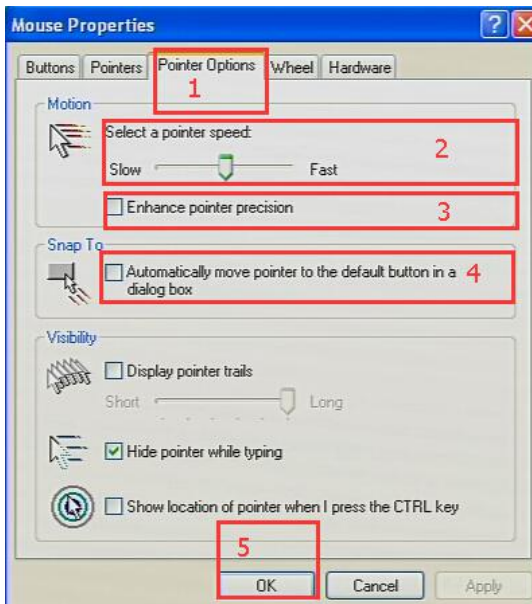 Mouse Properties
Buttons Pointers Pointer Options Wheel Hardware
1
Motion
Select a pointer speed:
2
Slow Fast
Enhance pointer precision
3
Snap To
Automatically move pointer to the default button in a
dialog box
4
Visibility
Display pointer trails
Short Long
Hide pointer while typing
Show location of pointer when I press the CTRL key
5
OK Cancel Apply